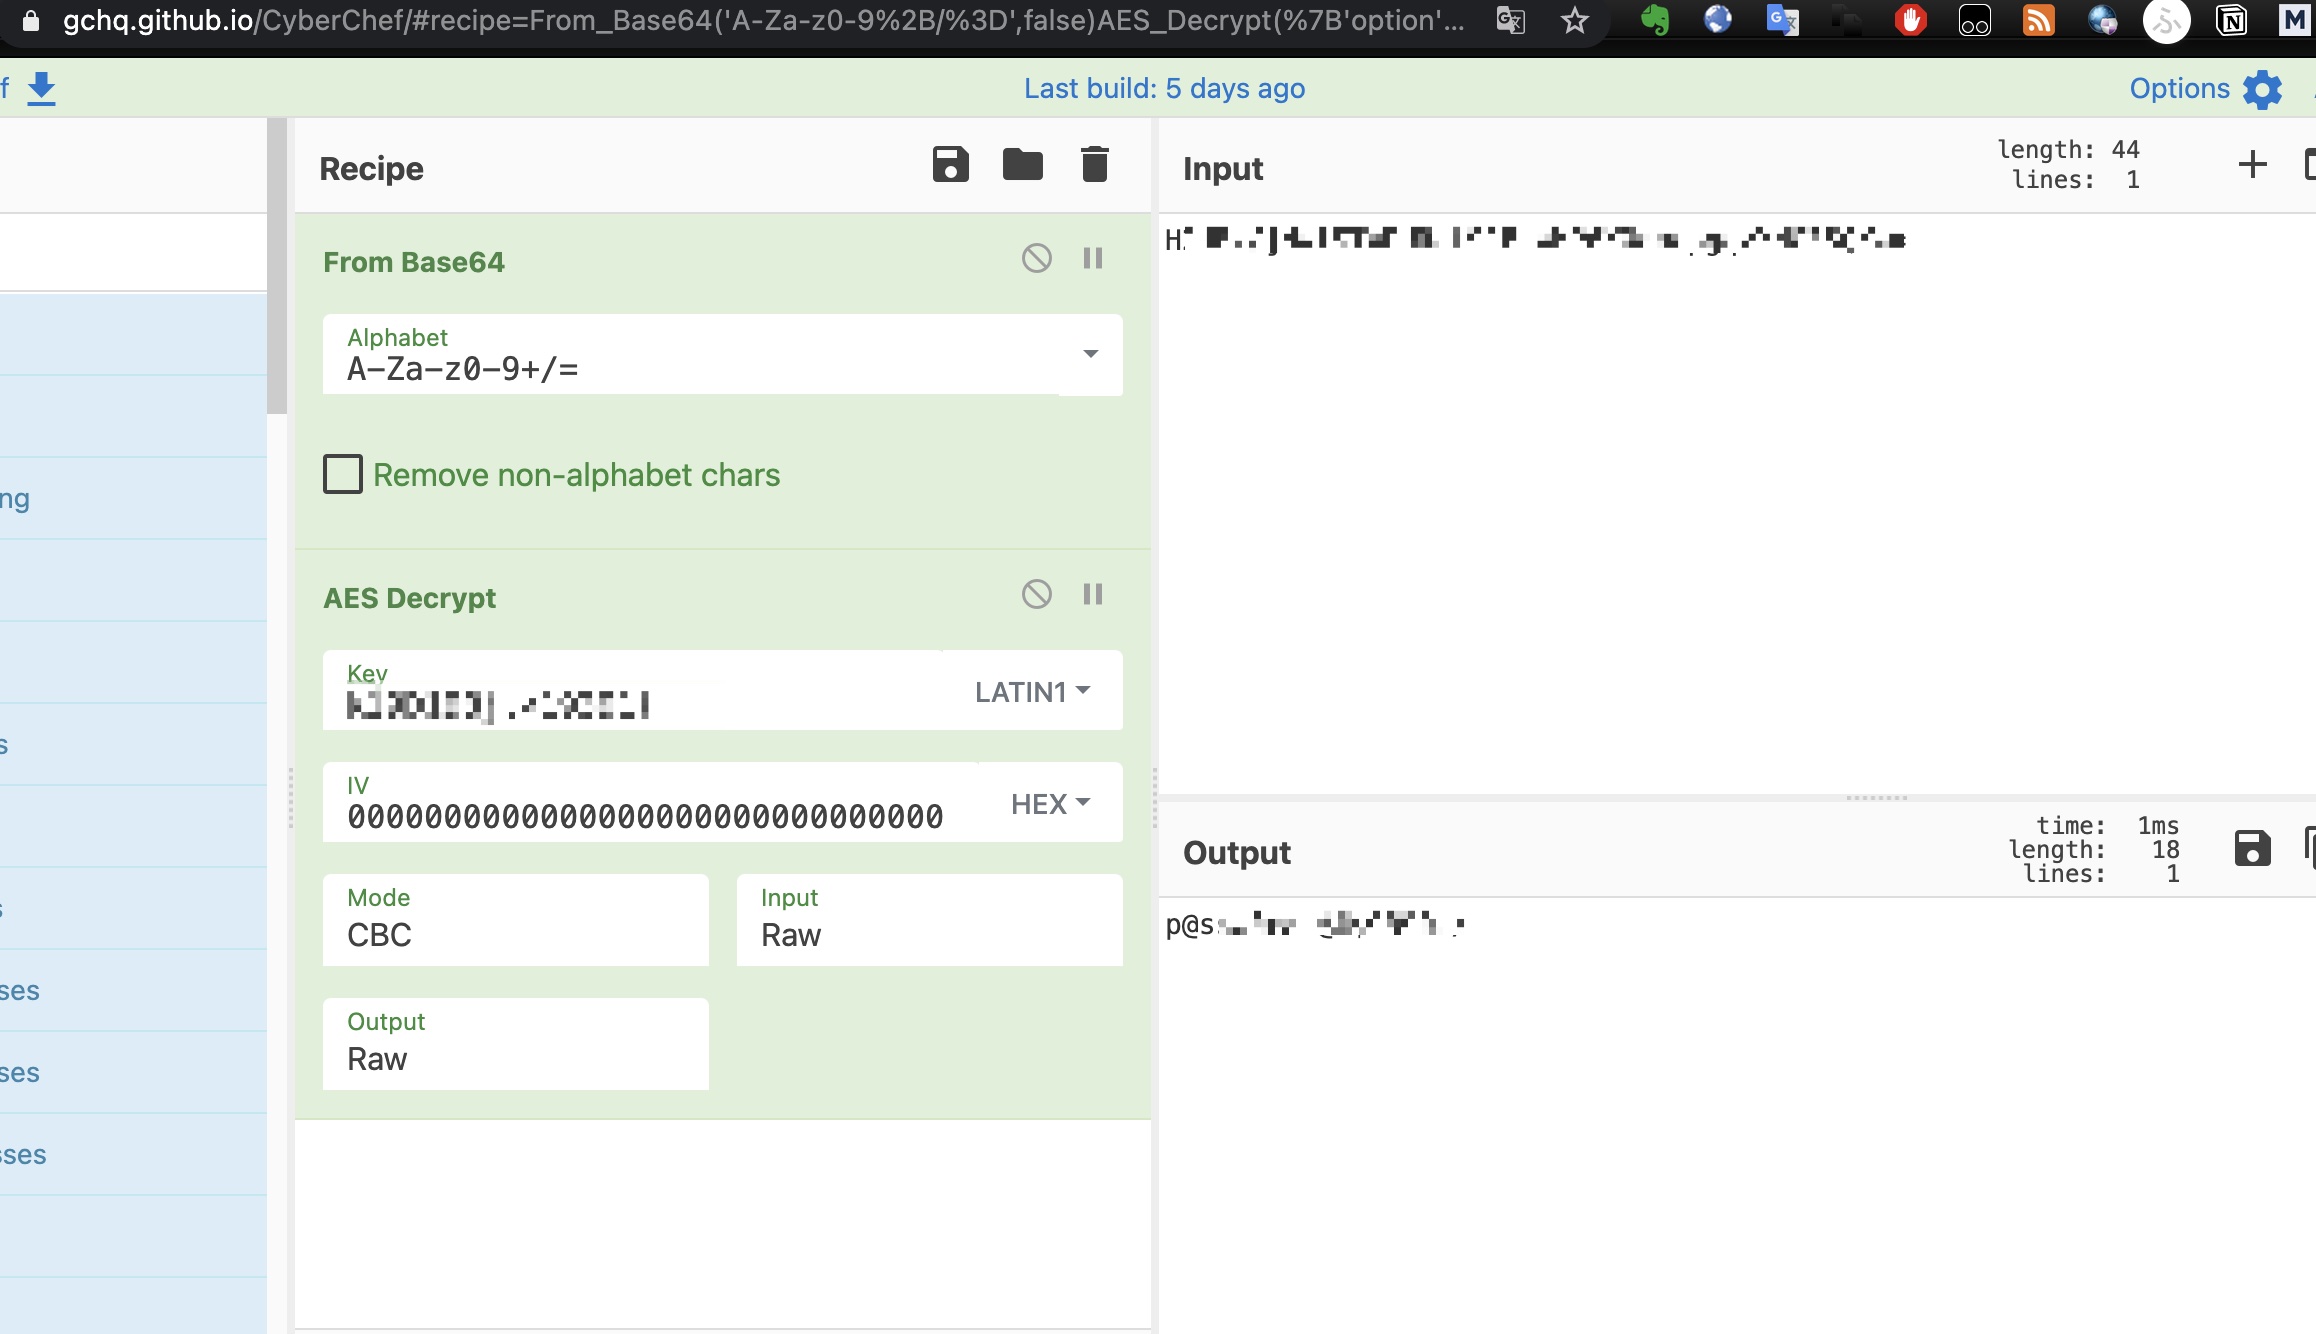 gchq.github.io/CyberChef/#recipe=From_Base64('A-Za-z0-9%2B/%3D',false)AES_Decrypt(%7B'option'...
f
Last build: 5 days ago
Options
Recipe
From Base64
Alphabet
A-Za-z0-9+/=
Remove non-alphabet chars
AES Decrypt
Key
LATIN1
IV
00000000000000000000000000000000
HEX
Mode
CBC
Input
Raw
Output
Raw
Input
length: 44
lines: 1
Output
time: 1ms
length: 18
lines: 1
p@s
ng
s
s
ses
ses
sses